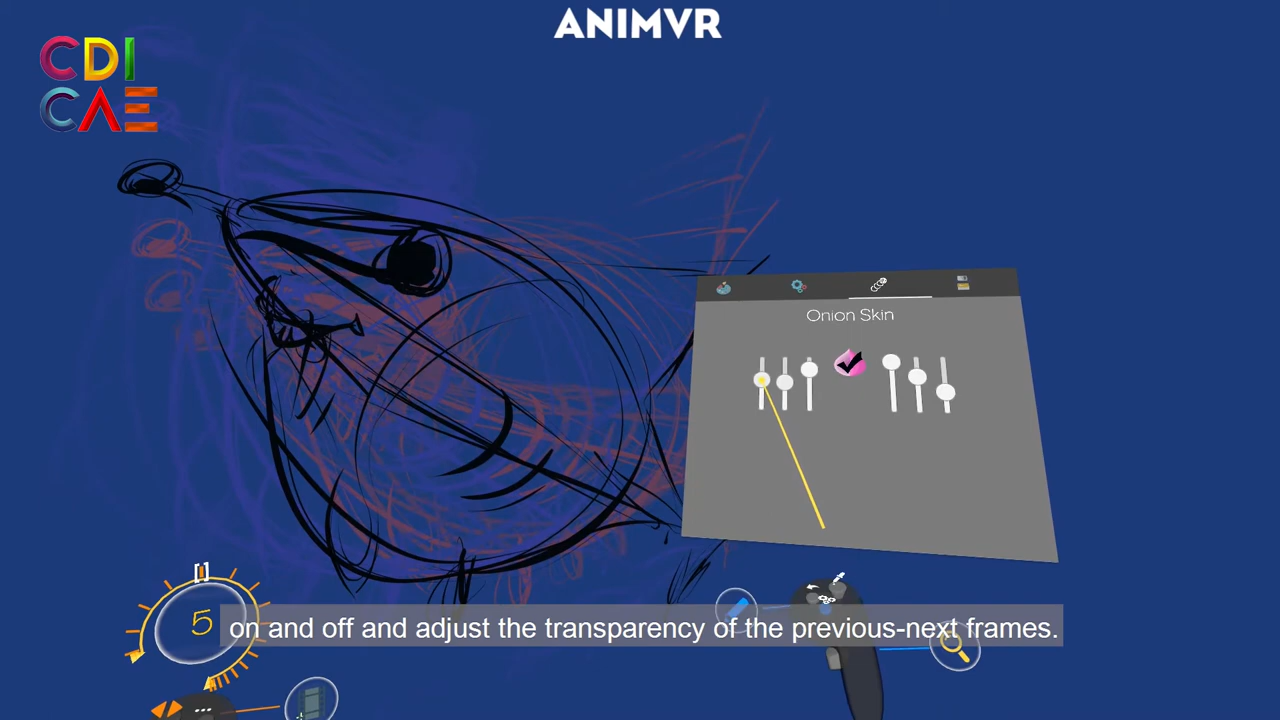 ANIMVR
CDI
CAE
Onion Skin
[]
5
on and off and adjust the transparency of the previous-next frames.